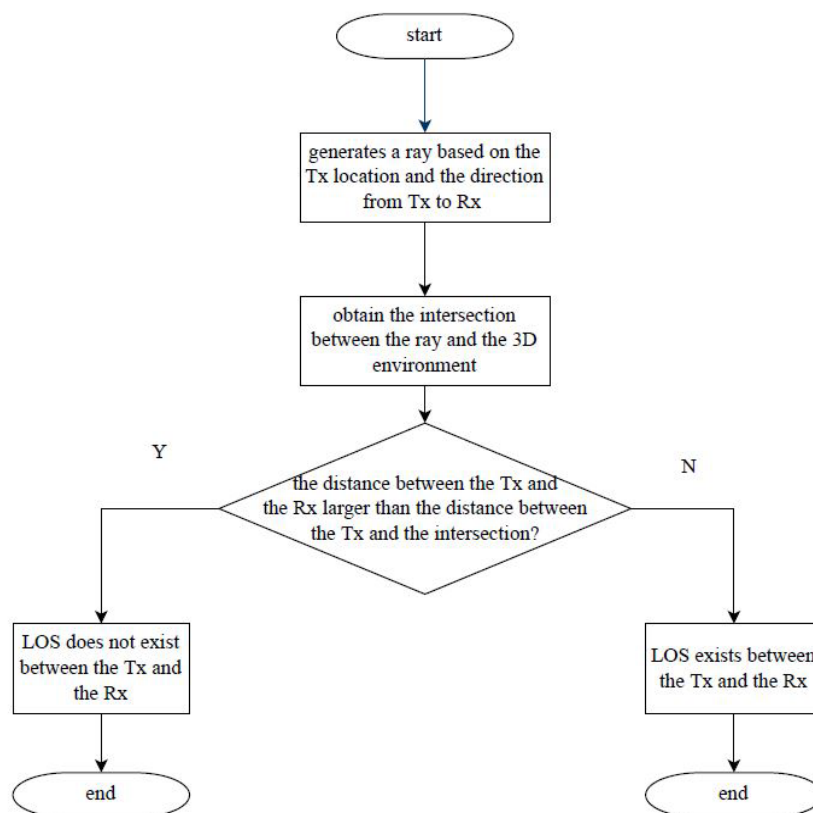 start
generates a ray based on the
Tx location and the direction
from Tx to Rx
obtain the intersection
between the ray and the 3D
environment
Y
N
the distance between the Tx and
the Rx larger than the distance between
the Tx and the intersection?
LOS does not exist
between the Tx and
the Rx
LOS exists between
the Tx and the Rx
end
end